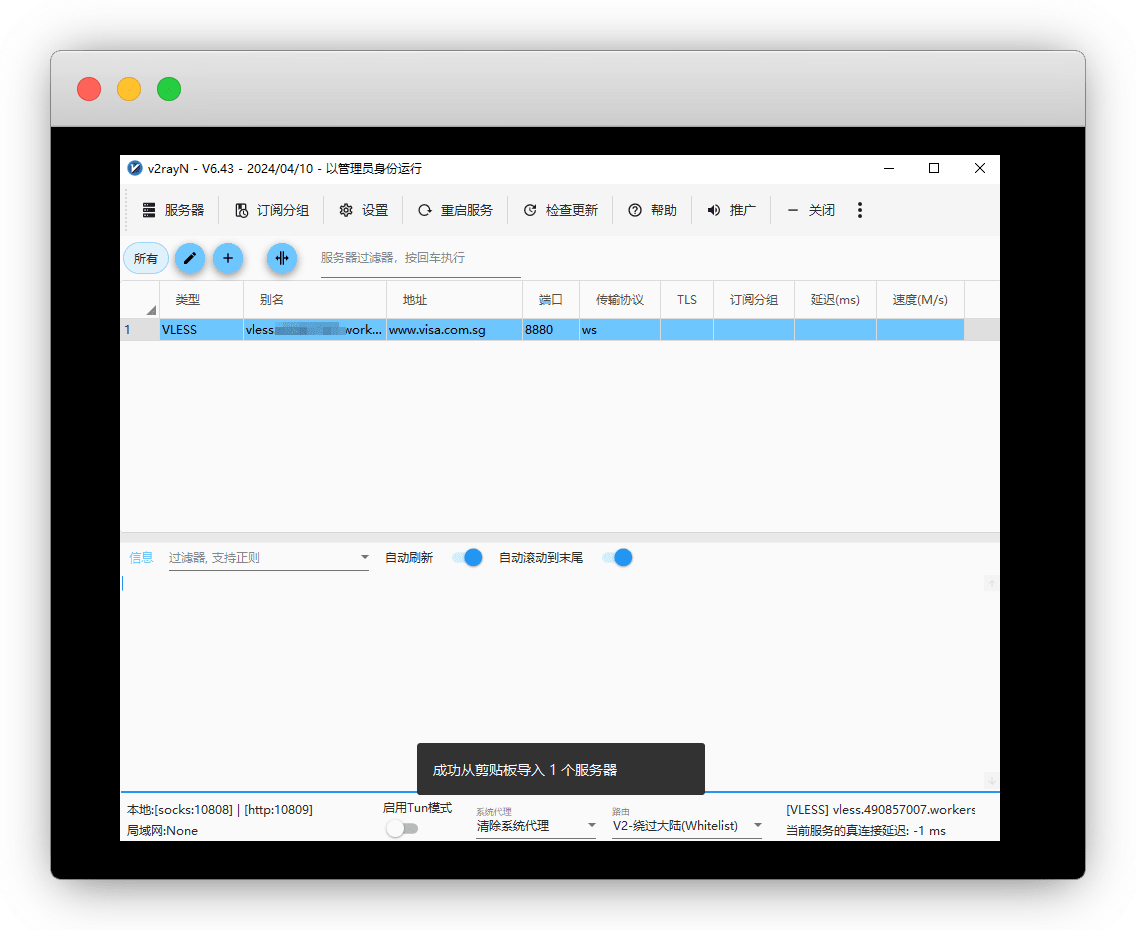 v2rayN - V6.43 - 2024/04/10 - 以管理员身份运行
服务器 订阅分组 设置 重启服务 检查更新 帮助 推广 关闭
所有 服务器过滤器，按回车执行
类型 别名 地址 端口 传输协议 TLS 订阅分组 延迟(ms) 速度(M/s)
1 VLESS vless work... www.visa.com.sg 8880 ws
信息 过滤器, 支持正则 自动刷新 自动滚动到末尾
成功从剪贴板导入 1 个服务器
本地:[socks:10808] | [http:10809]
局域网:None
启用Tun模式
系统代理
清除系统代理
路由
V2-绕过大陆(Whitelist)
[VLESS] vless.490857007.workers
当前服务的真连接延迟: -1 ms